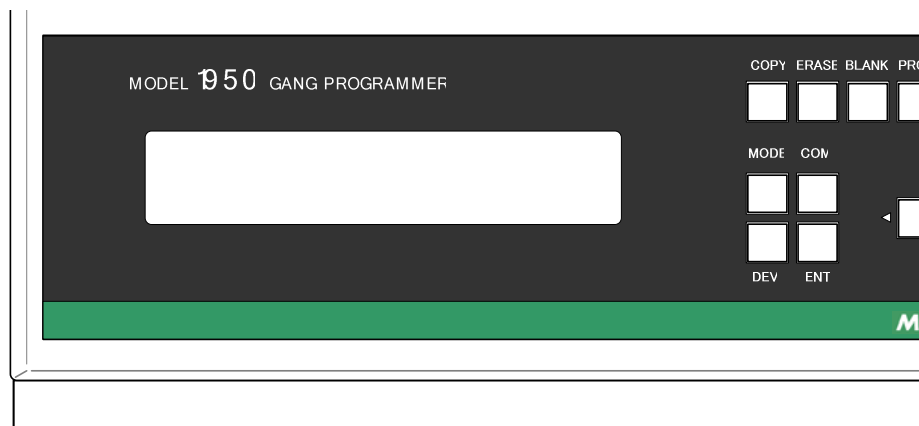 MODEL 1950 GANG PROGRAMMER
COPY ERASE BLANK
MODE COM
DEV ENT